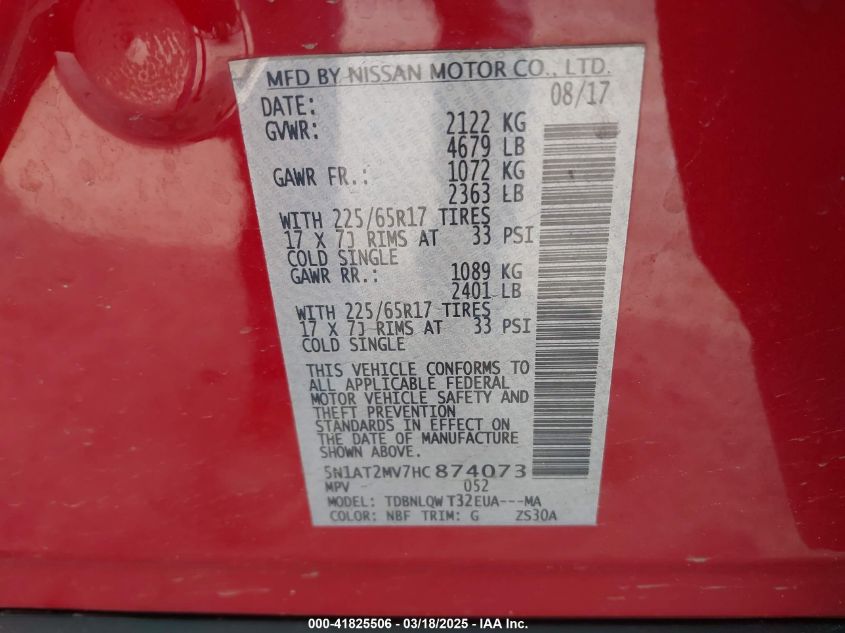 MFD BY NISSAN MOTOR CO., LTD.
DATE: 08/17
GVWR: 2122 KG
4679 LB
GAWR FR.: 1072 KG
2363 LB
WITH 225/65R17 TIRES
17 X 7J RIMS AT 33 PSI
COLD SINGLE
GAWR RR.: 1089 KG
2401 LB
WITH 225/65R17 TIRES
17 X 7J RIMS AT 33 PSI
COLD SINGLE
THIS VEHICLE CONFORMS TO
ALL APPLICABLE FEDERAL
MOTOR VEHICLE SAFETY AND
THEFT PREVENTION
STANDARDS IN EFFECT ON
THE DATE OF MANUFACTURE
SHOWN ABOVE.
5N1AT2MV7HC874073
MPV 052
MODEL: TDBNLQW T32EUA---MA
COLOR: NBF TRIM: G ZS30A
000-41825506 - 03/18/2025 - IAA Inc.